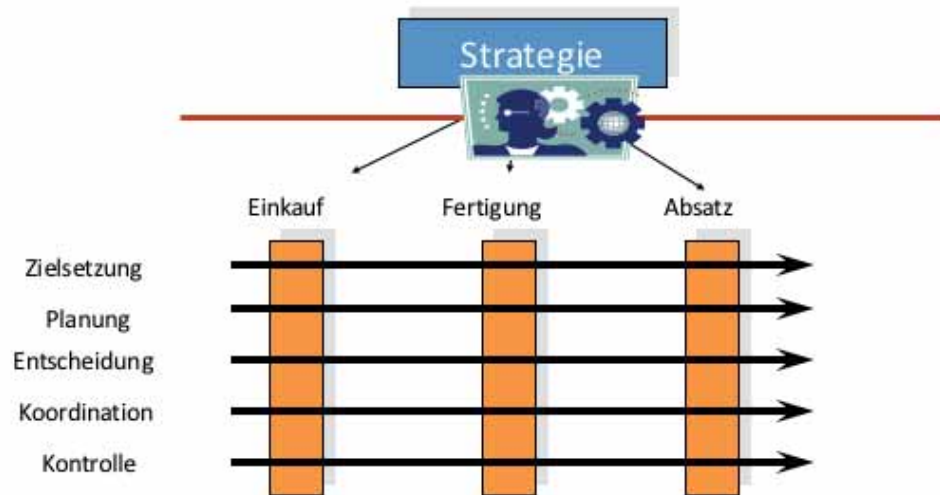 Strategie
Einkauf Fertigung Absatz
Zielsetzung
Planung
Entscheidung
Koordination
Kontrolle